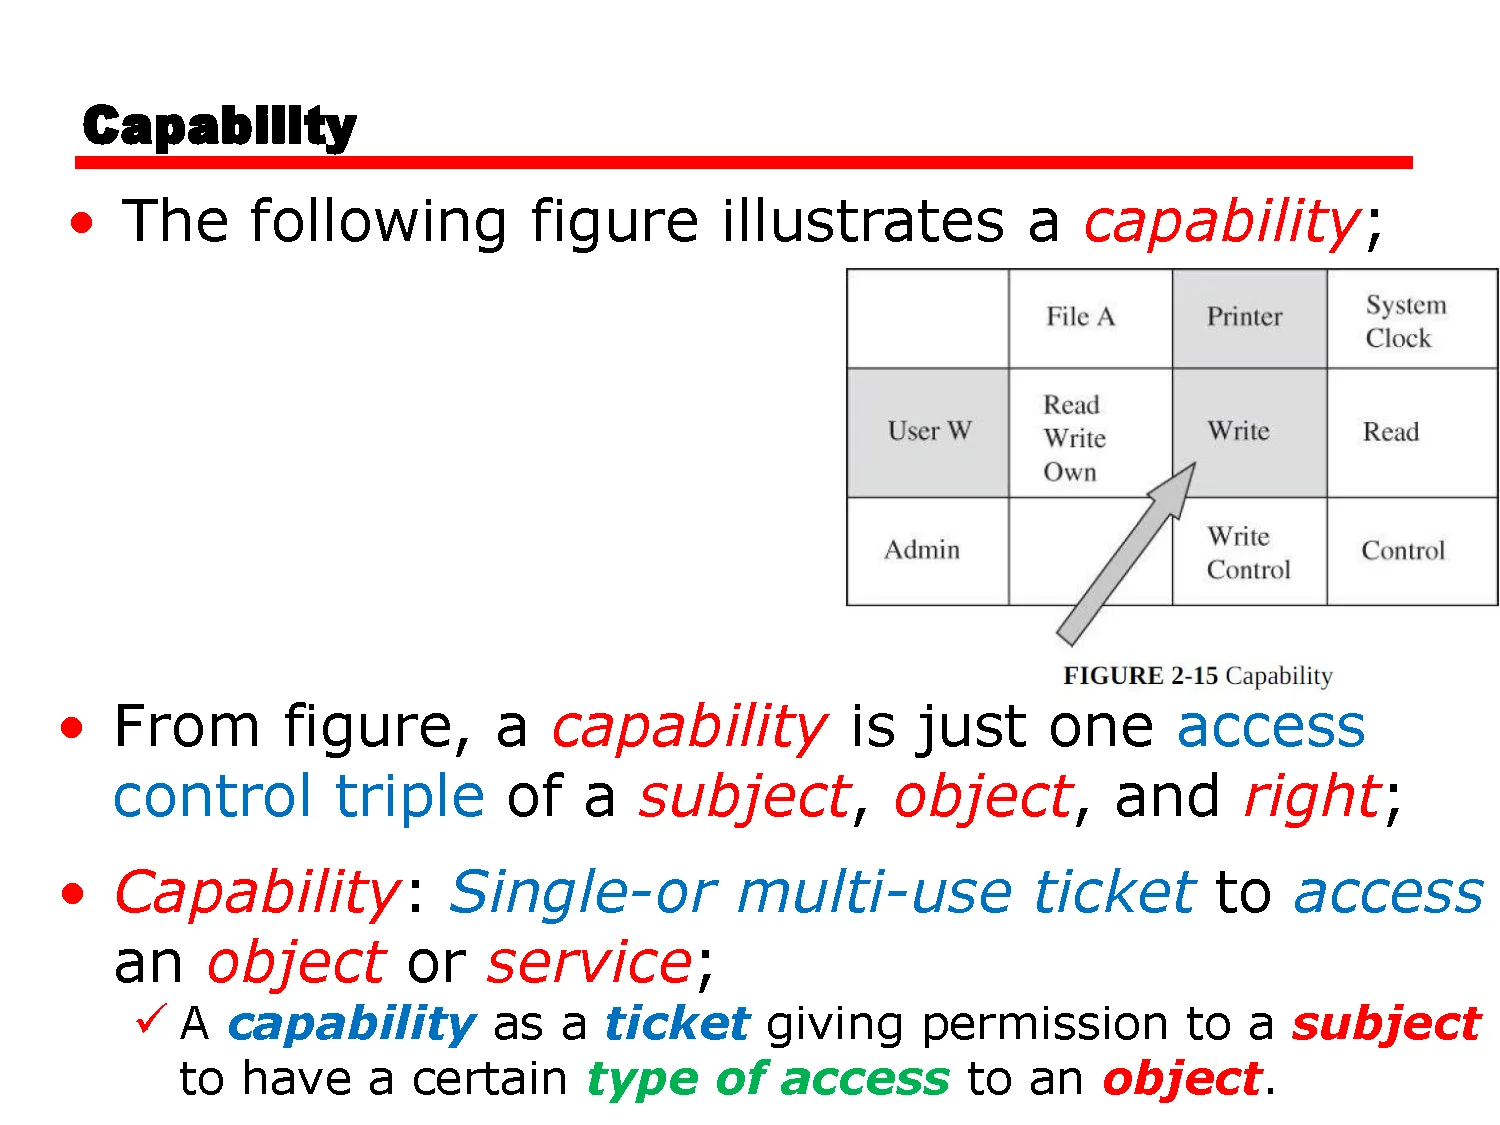 Capability
• The following figure illustrates a capability;
File A Printer System
Clock
User W Read
Write
Own Write Read
Admin Write
Control Control
FIGURE 2-15 Capability
• From figure, a capability is just one access
control triple of a subject, object, and right;
• Capability: Single-or multi-use ticket to access
an object or service;
✓ A capability as a ticket giving permission to a subject
to have a certain type of access to an object.